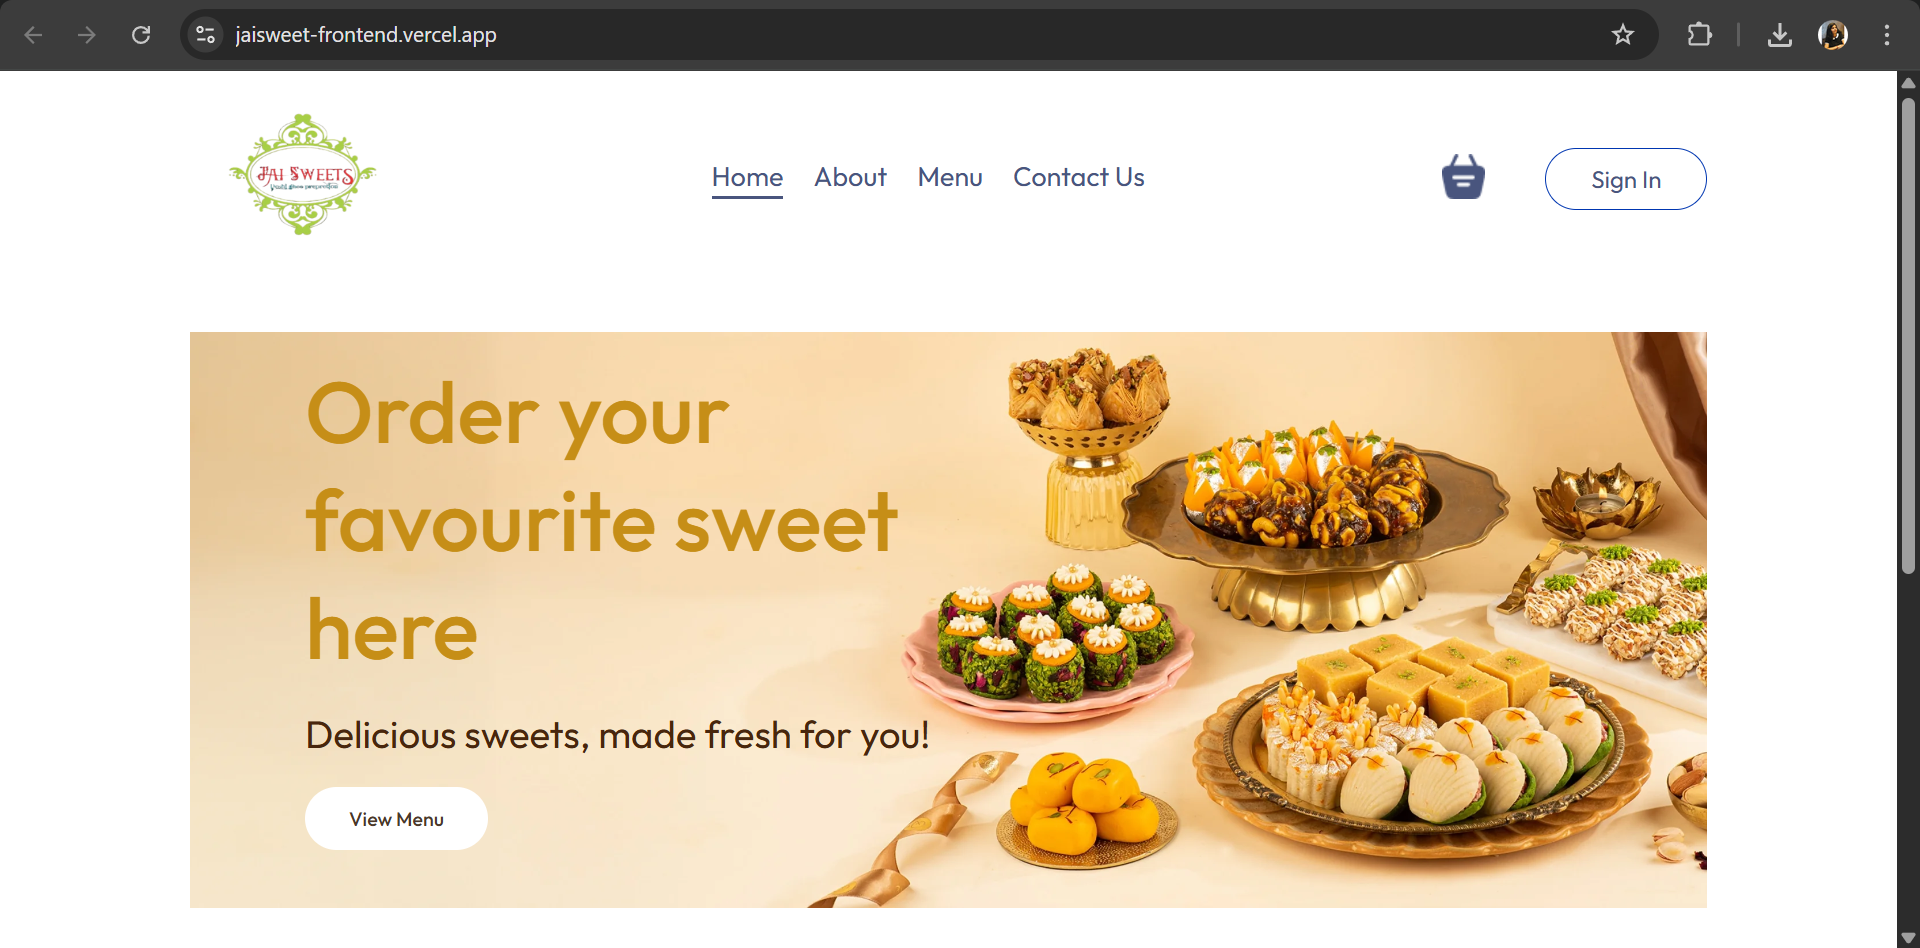 jaisweet-frontend.vercel.app
JAI SWEETS
Home About Menu Contact Us
Sign In
Order your
favourite sweet
here
Delicious sweets, made fresh for you!
View Menu